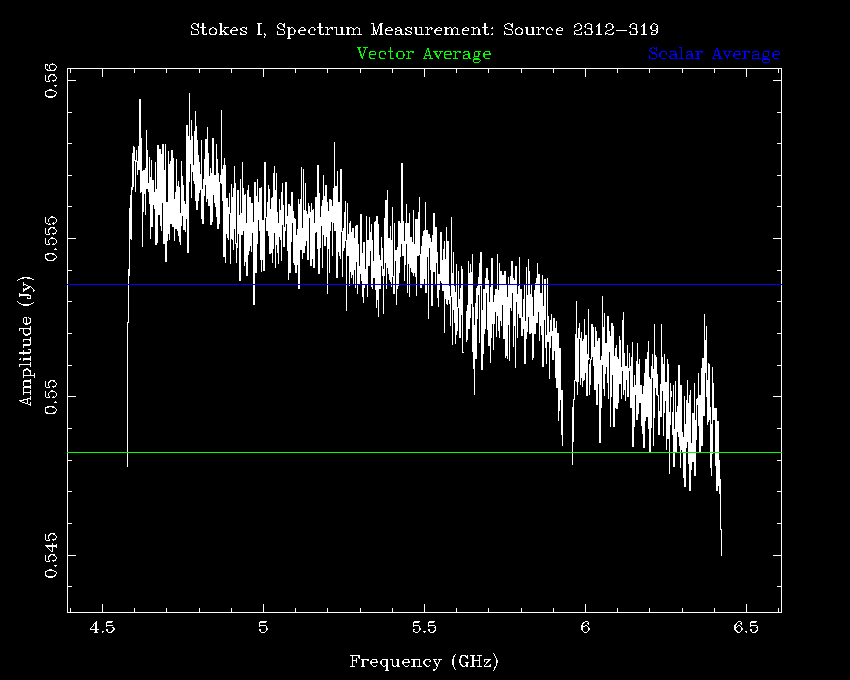 Stokes I, Spectrum Measurement: Source 2312-319
Vector Average
Scalar Average
0.56
0.555
0.55
0.545
Amplitude (Jy)
4.5
5
5.5
6
6.5
Frequency (GHz)